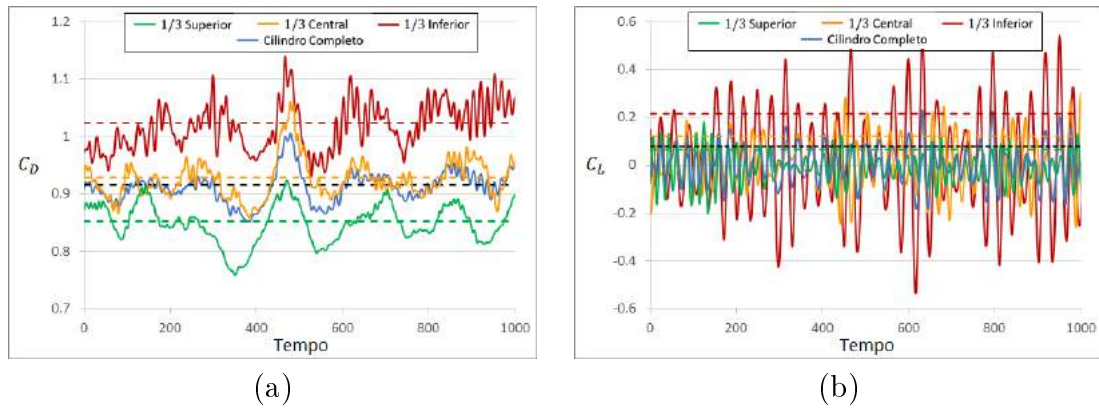 1/3 Superior 1/3 Central 1/3 Inferior
Cilindro Completo
1.2
1.1
1
0.9
0.8
0.7
C_D
0 200 400 600 800 1000
Tempo
(a)
1/3 Superior 1/3 Central 1/3 Inferior
Cilindro Completo
0.6
0.4
0.2
0
-0.2
-0.4
-0.6
C_L
0 200 400 600 800 1000
Tempo
(b)